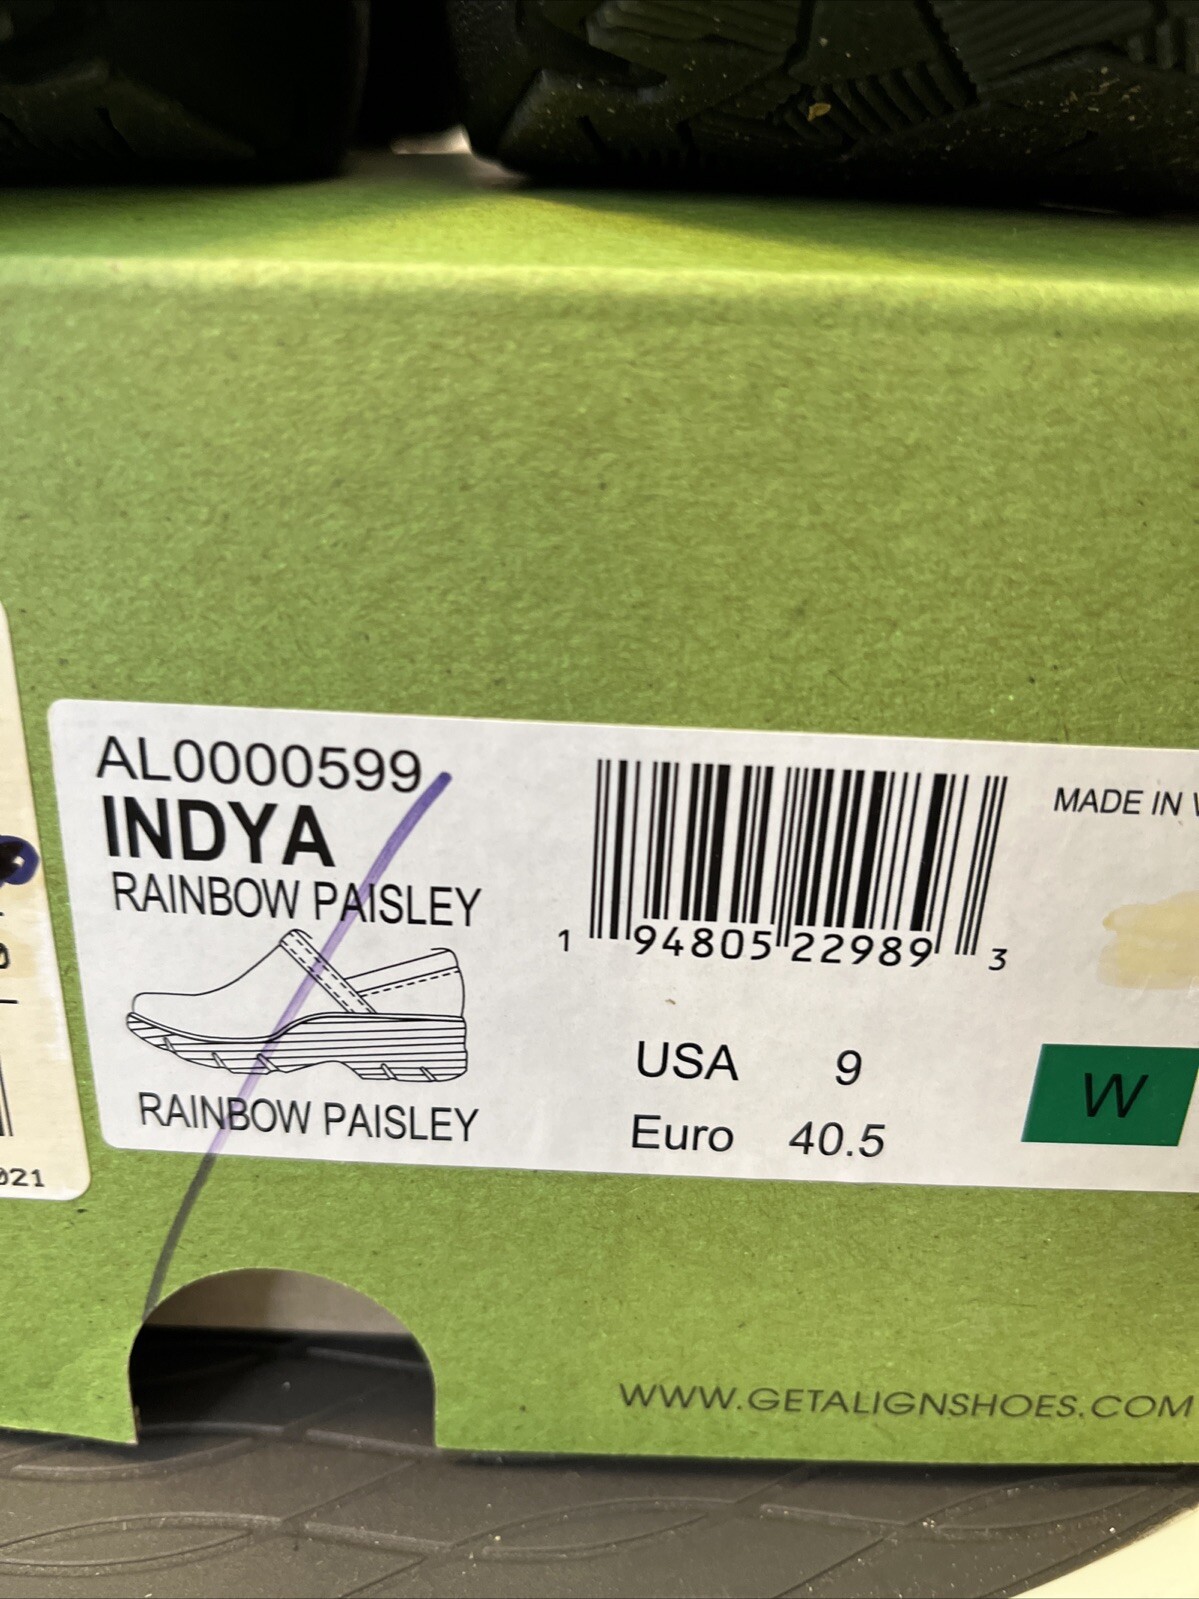 AL0000599
INDYA
RAINBOW PAISLEY
RAINBOW PAISLEY
1 94805 22989 3
USA 9
Euro 40.5
MADE IN
W
021
WWW.GETALIGNSHOES.COM